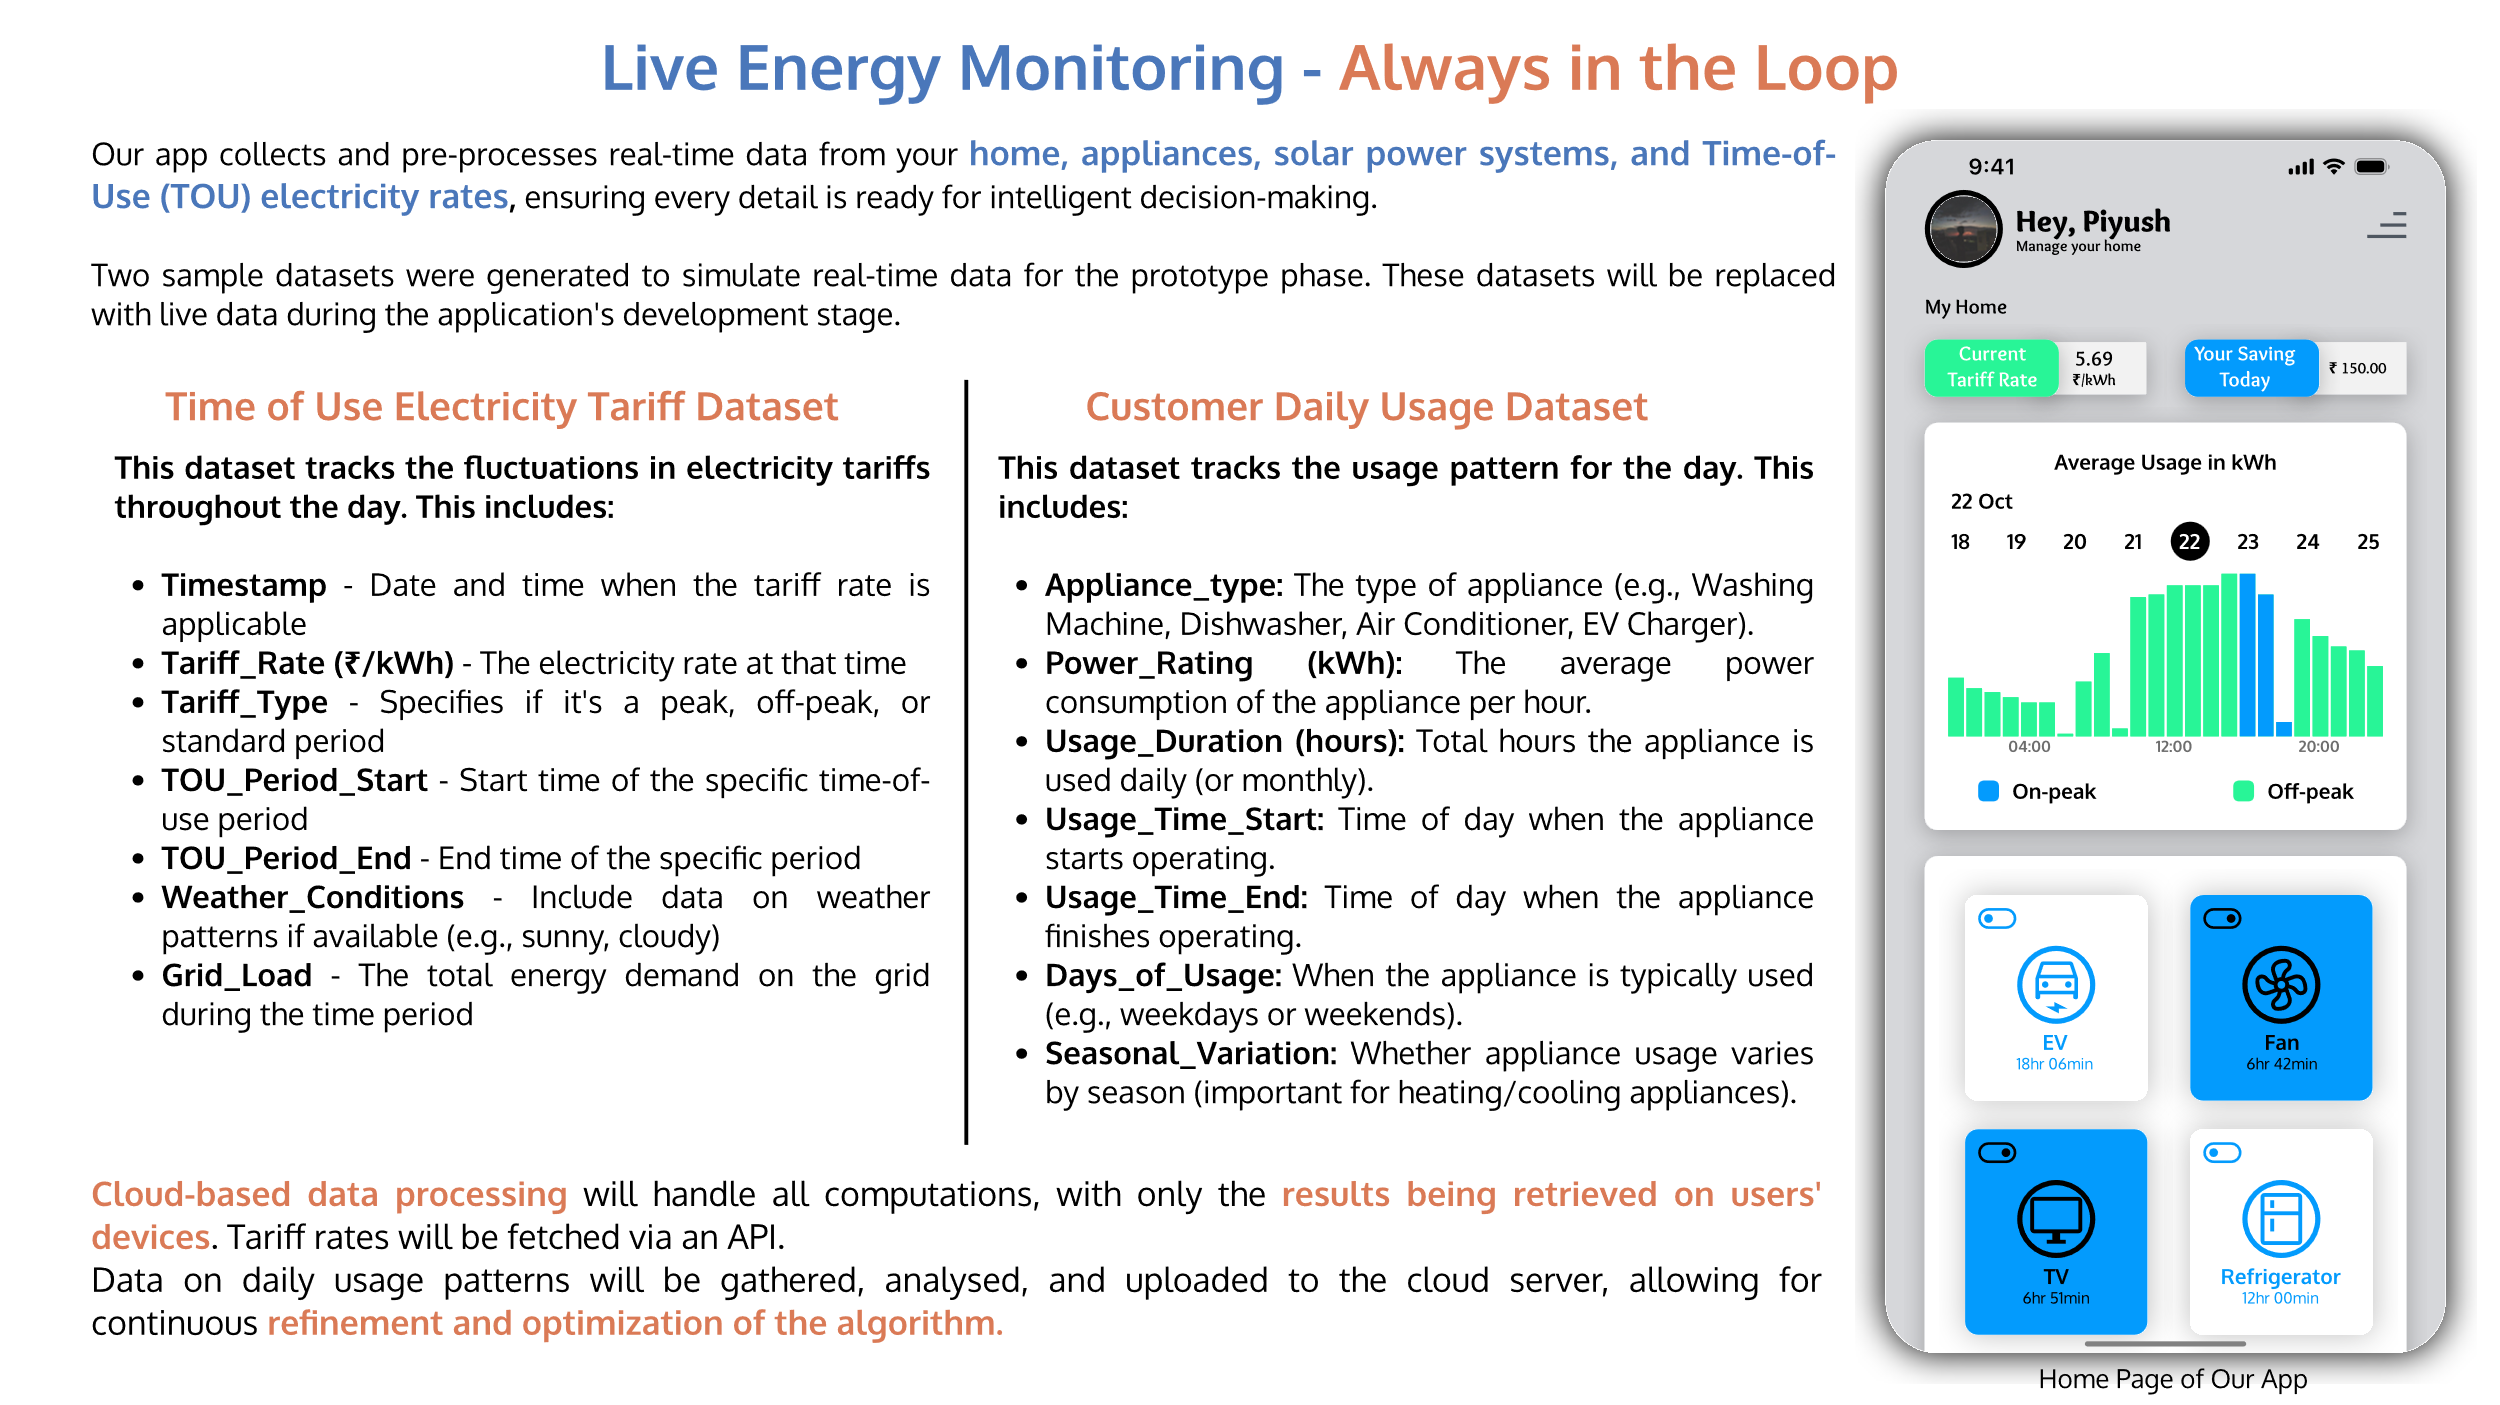 Live Energy Monitoring - Always in the Loop
Our app collects and pre-processes real-time data from your home, appliances, solar power systems, and Time-of-
Use (TOU) electricity rates, ensuring every detail is ready for intelligent decision-making.
Two sample datasets were generated to simulate real-time data for the prototype phase. These datasets will be replaced
with live data during the application's development stage.
Time of Use Electricity Tariff Dataset
This dataset tracks the fluctuations in electricity tariffs
throughout the day. This includes:
• Timestamp - Date and time when the tariff rate is
applicable
• Tariff_Rate (₹/kWh) - The electricity rate at that time
• Tariff_Type - Specifies if it's a peak, off-peak, or
standard period
• TOU_Period_Start - Start time of the specific time-of-
use period
• TOU_Period_End - End time of the specific period
• Weather_Conditions - Include data on weather
patterns if available (e.g., sunny, cloudy)
• Grid_Load - The total energy demand on the grid
during the time period
Customer Daily Usage Dataset
This dataset tracks the usage pattern for the day. This
includes:
• Appliance_type: The type of appliance (e.g., Washing
Machine, Dishwasher, Air Conditioner, EV Charger).
• Power_Rating (kWh): The average power
consumption of the appliance per hour.
• Usage_Duration (hours): Total hours the appliance is
used daily (or monthly).
• Usage_Time_Start: Time of day when the appliance
starts operating.
• Usage_Time_End: Time of day when the appliance
finishes operating.
• Days_of_Usage: When the appliance is typically used
(e.g., weekdays or weekends).
• Seasonal_Variation: Whether appliance usage varies
by season (important for heating/cooling appliances).
Cloud-based data processing will handle all computations, with only the results being retrieved on users'
devices. Tariff rates will be fetched via an API.
Data on daily usage patterns will be gathered, analysed, and uploaded to the cloud server, allowing for
continuous refinement and optimization of the algorithm.
9:41
Hey, Piyush
Manage your home
My Home
Current
Tariff Rate
5.69
₹/kWh
Your Saving
Today
₹ 150.00
Average Usage in kWh
22 Oct
18 19 20 21 22 23 24 25
04:00 12:00 20:00
On-peak Off-peak
EV
18hr 06min
Fan
6hr 42min
TV
6hr 51min
Refrigerator
12hr 00min
Home Page of Our App